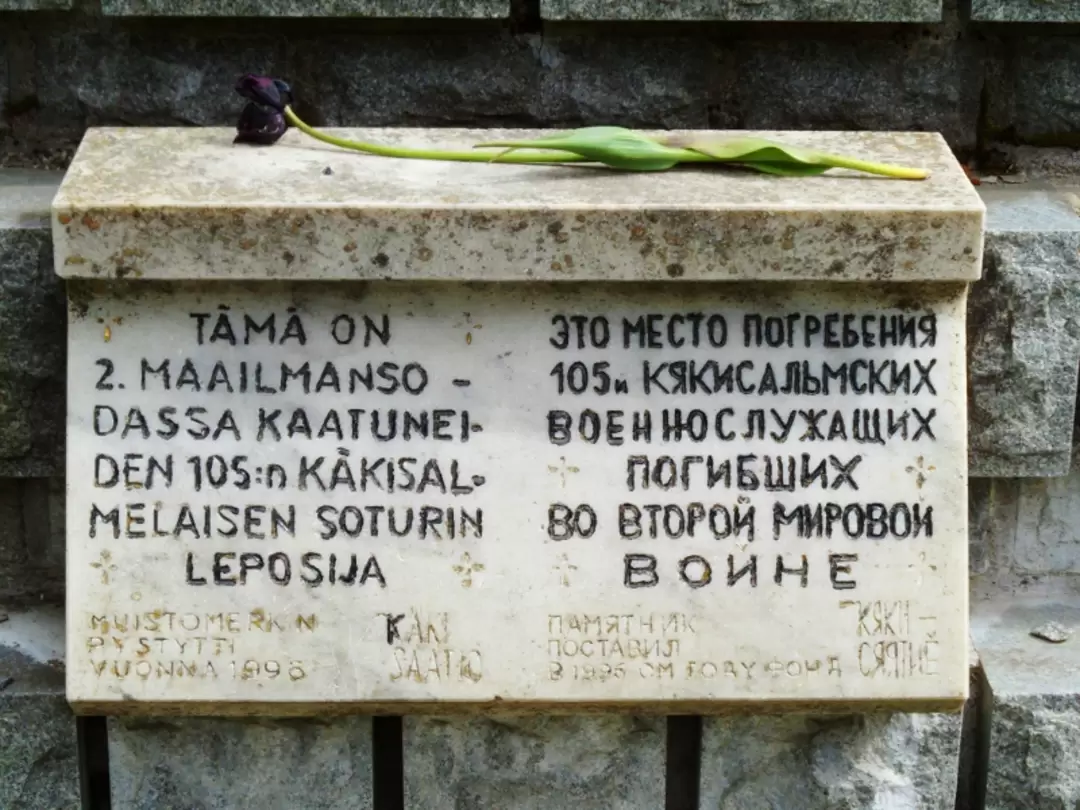 TÄMÄ ON
2. MAAILMANSO -
DASSA KAATUNEI-
DEN 105:n KÄKISAL-
MELAISEN SOTURIN
LEPOSIJA
MUISTOMERKIN
PYSTYTTI
VUONNA 1996
KÄKI
SÄÄTIÖ
ЭТО МЕСТО ПОГРЕБЕНИЯ
105и КЯКИСАЛЬМСКИХ
ВОЕННОСЛУЖАЩИХ
ПОГИБШИХ
ВО ВТОРОЙ МИРОВОЙ
ВОЙНЕ
ПАМЯТНИК
ПОСТАВИЛ
В 1996 ОМ ГОДУ ФОНД
КЯКИ -
СЯЯТИЁ